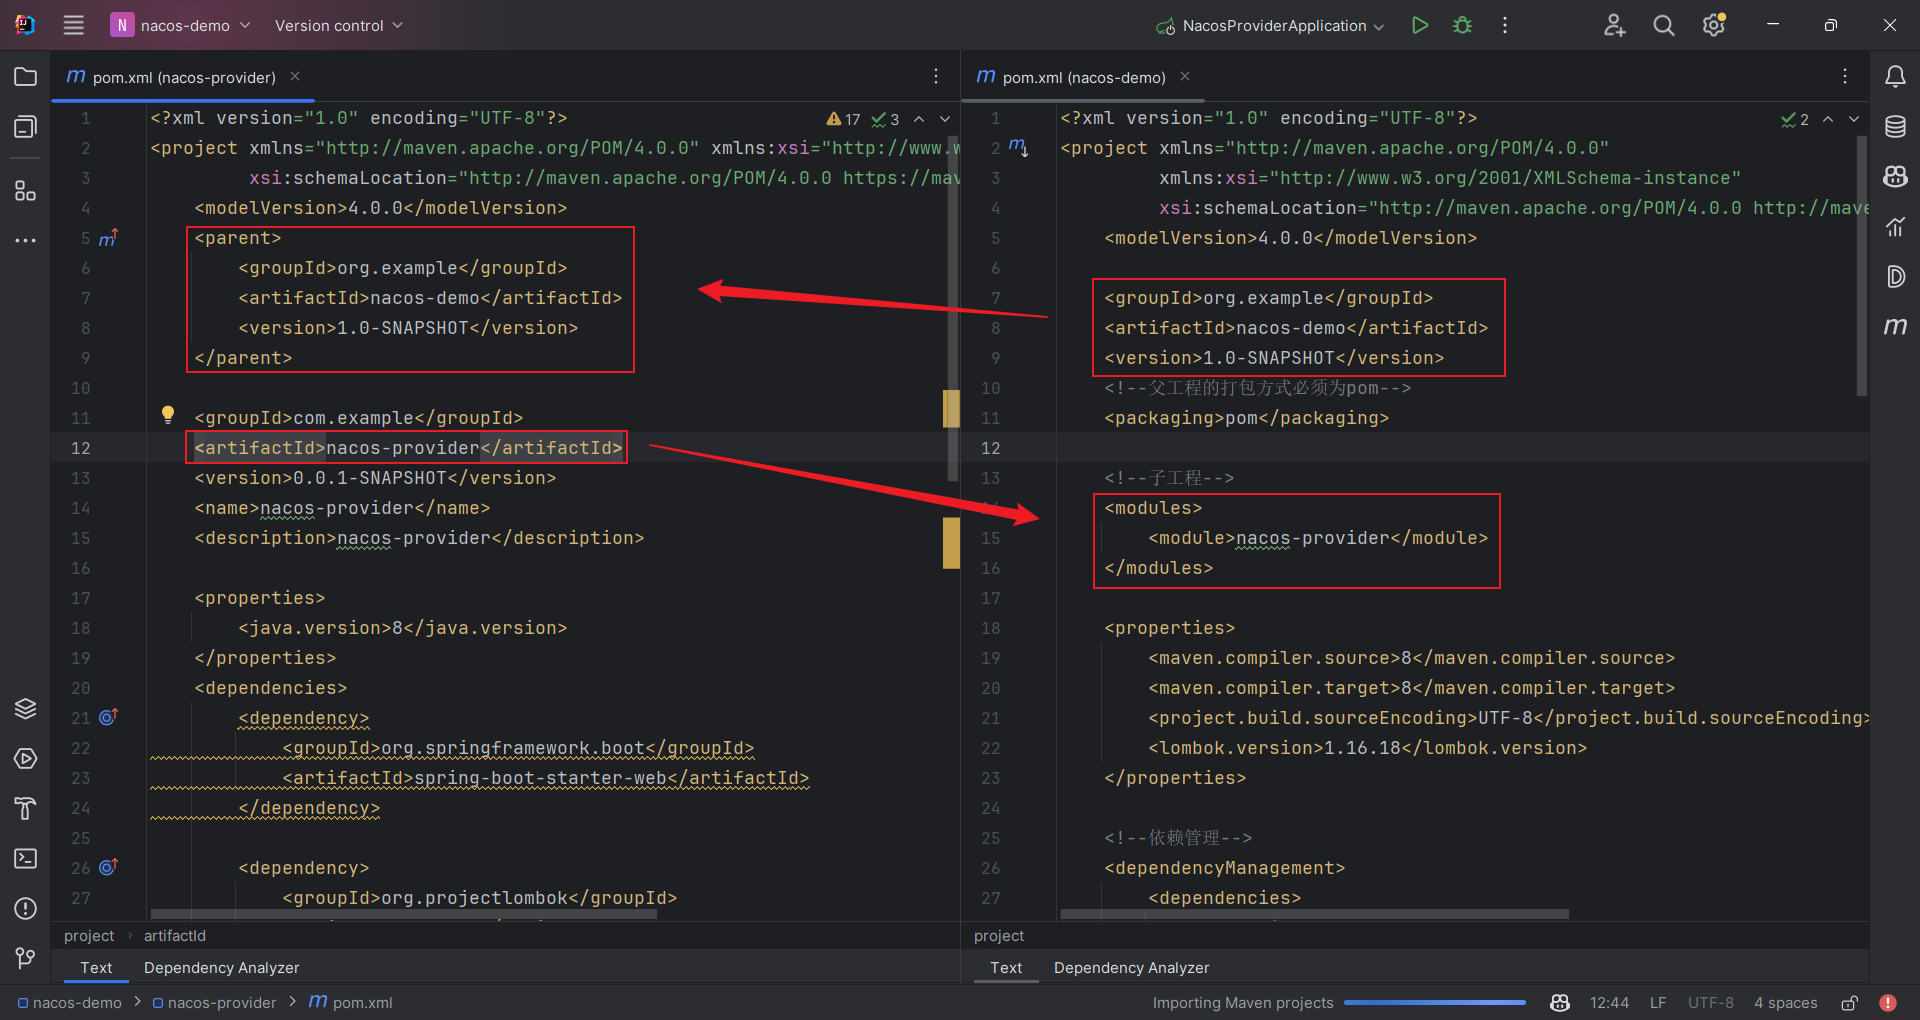 N nacos-demo Version control NacosProviderApplication
m pom.xml (nacos-provider)
1 <?xml version="1.0" encoding="UTF-8"?> 17 3
2 <project xmlns="http://maven.apache.org/POM/4.0.0" xmlns:xsi="http://www.w
3 xsi:schemaLocation="http://maven.apache.org/POM/4.0.0 https://mav
4 <modelVersion>4.0.0</modelVersion>
5 <parent>
6 <groupId>org.example</groupId>
7 <artifactId>nacos-demo</artifactId>
8 <version>1.0-SNAPSHOT</version>
9 </parent>
10
11 <groupId>com.example</groupId>
12 <artifactId>nacos-provider</artifactId>
13 <version>0.0.1-SNAPSHOT</version>
14 <name>nacos-provider</name>
15 <description>nacos-provider</description>
16
17 <properties>
18 <java.version>8</java.version>
19 </properties>
20 <dependencies>
21 <dependency>
22 <groupId>org.springframework.boot</groupId>
23 <artifactId>spring-boot-starter-web</artifactId>
24 </dependency>
25
26 <dependency>
27 <groupId>org.projectlombok</groupId>
project › artifactId
Text Dependency Analyzer
m pom.xml (nacos-demo)
1 <?xml version="1.0" encoding="UTF-8"?> 2
2 <project xmlns="http://maven.apache.org/POM/4.0.0"
3 xmlns:xsi="http://www.w3.org/2001/XMLSchema-instance"
4 xsi:schemaLocation="http://maven.apache.org/POM/4.0.0 http://mave
5 <modelVersion>4.0.0</modelVersion>
6
7 <groupId>org.example</groupId>
8 <artifactId>nacos-demo</artifactId>
9 <version>1.0-SNAPSHOT</version>
10 <!--父工程的打包方式必须为pom-->
11 <packaging>pom</packaging>
12
13 <!--子工程-->
<modules>
15 <module>nacos-provider</module>
16 </modules>
17
18 <properties>
19 <maven.compiler.source>8</maven.compiler.source>
20 <maven.compiler.target>8</maven.compiler.target>
21 <project.build.sourceEncoding>UTF-8</project.build.sourceEncoding>
22 <lombok.version>1.16.18</lombok.version>
23 </properties>
24
25 <!--依赖管理-->
26 <dependencyManagement>
27 <dependencies>
project
Text Dependency Analyzer
nacos-demo > nacos-provider > m pom.xml Importing Maven projects 12:44 LF UTF-8 4 spaces